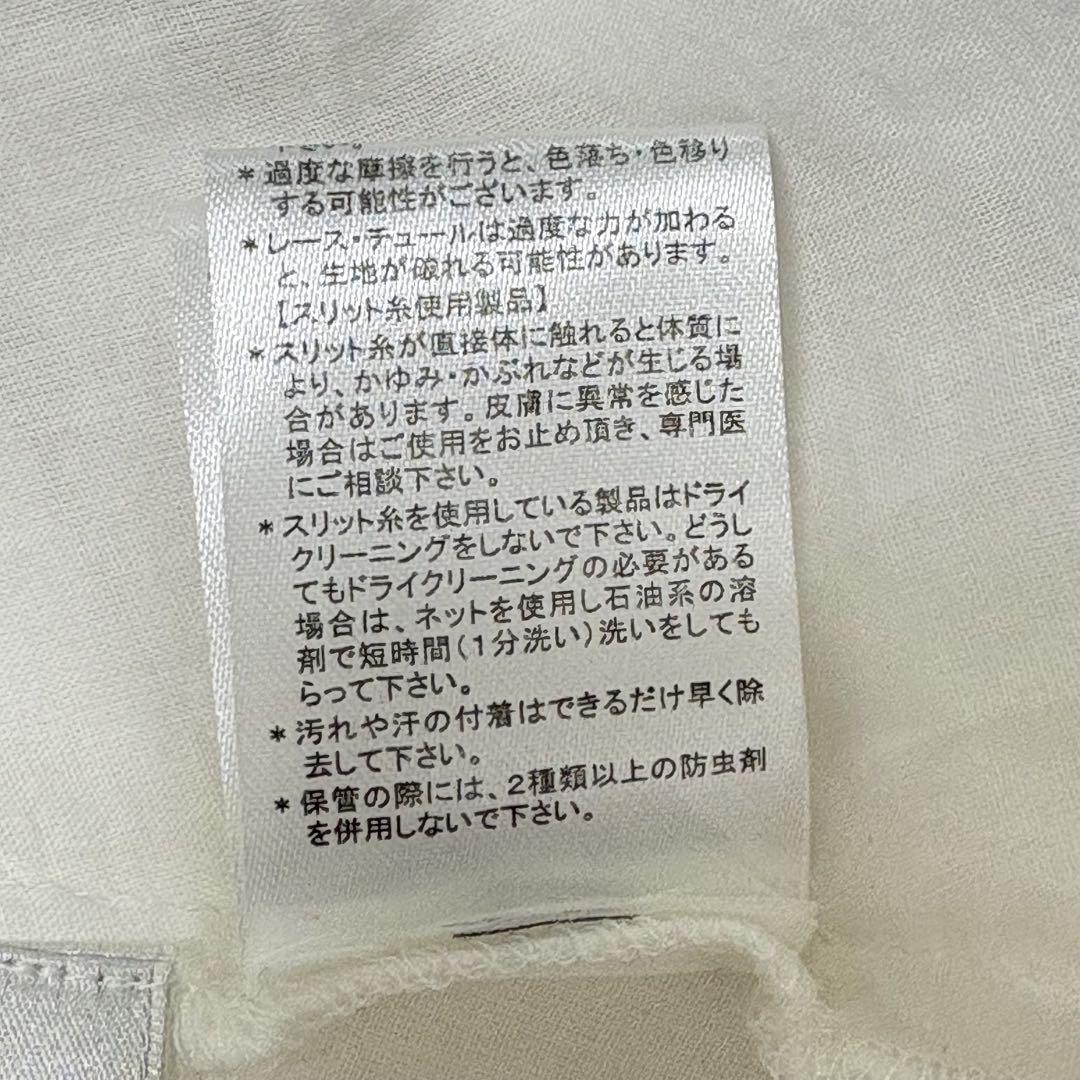 下さい。
* 過度な摩擦を行うと、色落ち・色移り
する可能性がございます。
* レース・チュールは過度な力が加わる
と、生地が破れる可能性があります。
【スリット糸使用製品】
* スリット糸が直接体に触れると体質に
より、かゆみ・かぶれなどが生じる場
合があります。皮膚に異常を感じた
場合はご使用をお止め頂き、専門医
にご相談下さい。
* スリット糸を使用している製品はドライ
クリーニングをしないで下さい。どうし
てもドライクリーニングの必要がある
場合は、ネットを使用し石油系の溶
剤で短時間(1分洗い)洗いをしても
らって下さい。
* 汚れや汗の付着はできるだけ早く除
去して下さい。
* 保管の際には、2種類以上の防虫剤
を併用しないで下さい。